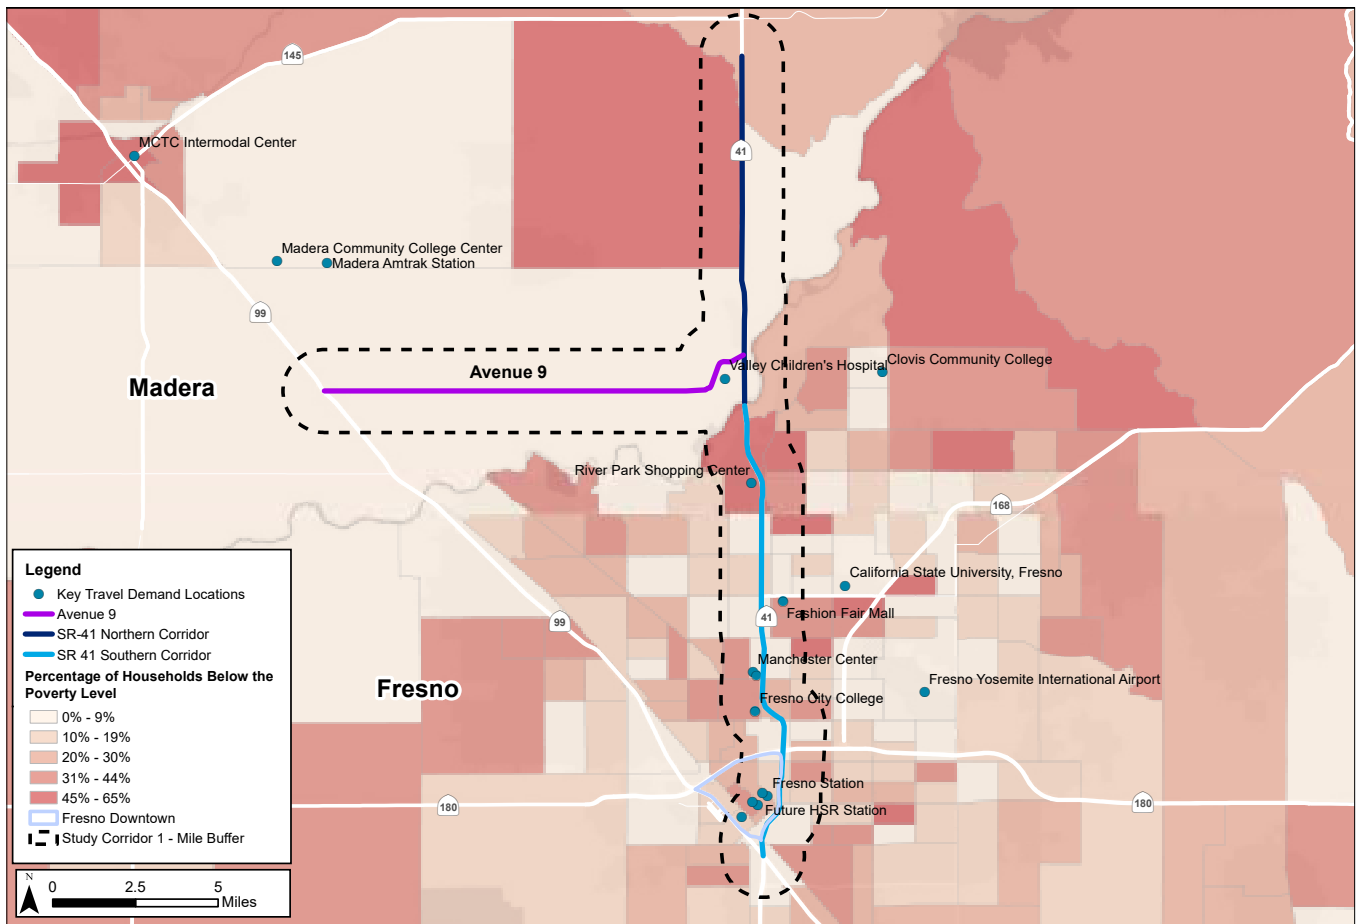 145
MCTC Intermodal Center
41
Madera Community College Center
Madera Amtrak Station
99
Avenue 9
Valley Children's Hospital
Clovis Community College
Madera
River Park Shopping Center
168
California State University, Fresno
Fashion Fair Mall
99
41
Manchester Center
Fresno
Fresno Yosemite International Airport
Fresno City College
Fresno Station
Future HSR Station
180
180
Legend
Key Travel Demand Locations
Avenue 9
SR-41 Northern Corridor
SR 41 Southern Corridor
Percentage of Households Below the
Poverty Level
0% - 9%
10% - 19%
20% - 30%
31% - 44%
45% - 65%
Fresno Downtown
Study Corridor 1 - Mile Buffer
N
0 2.5 5
Miles